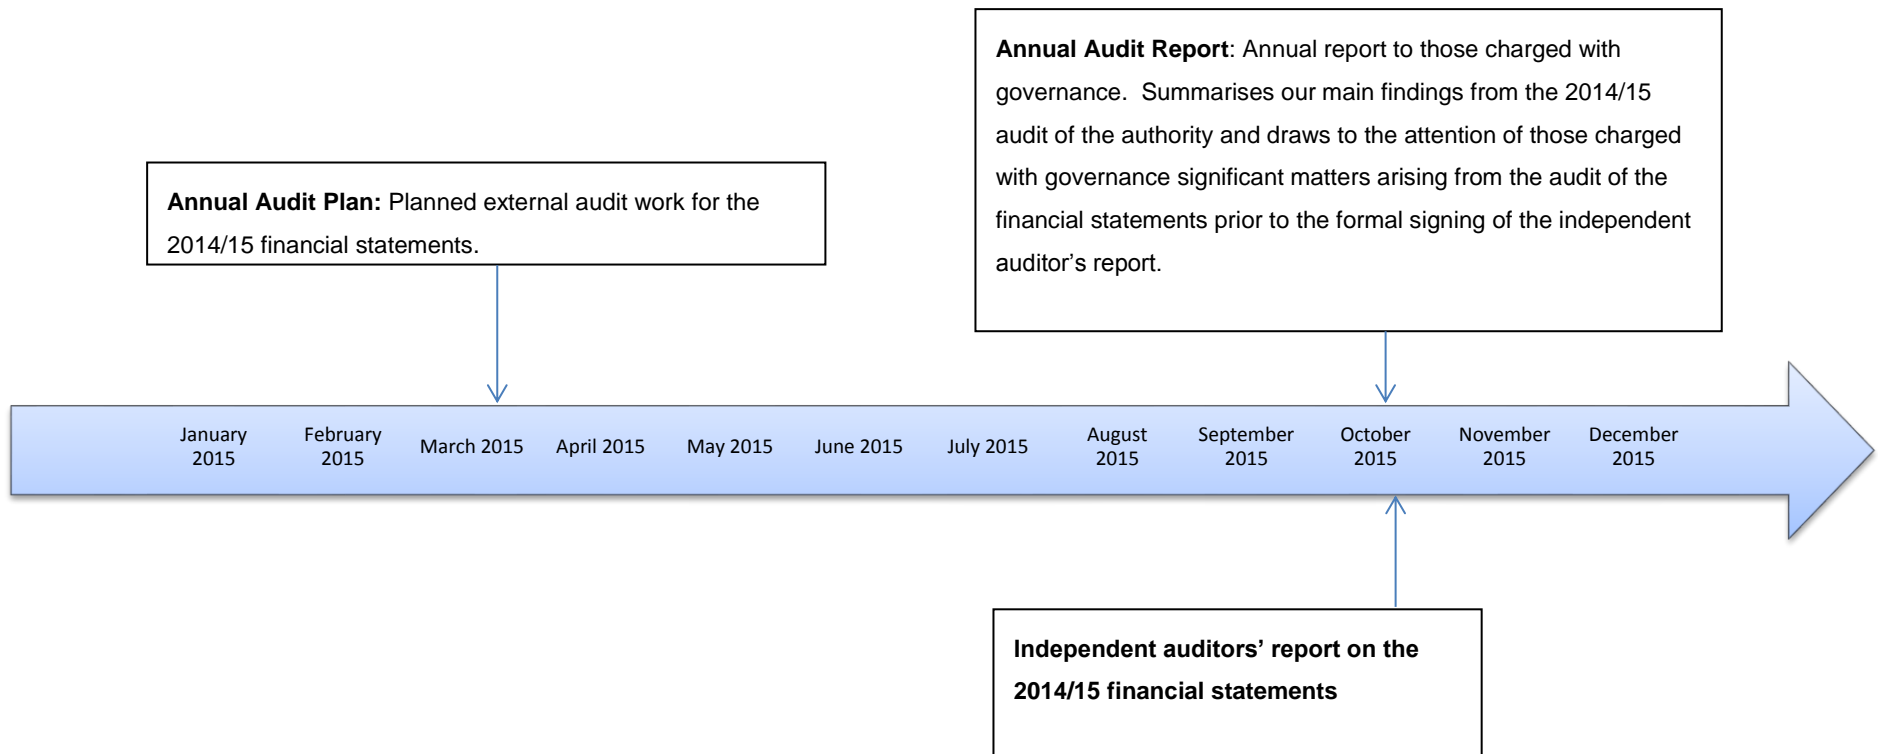 Annual Audit Report: Annual report to those charged with
governance.  Summarises our main findings from the 2014/15
audit of the authority and draws to the attention of those charged
with governance significant matters arising from the audit of the
financial statements prior to the formal signing of the independent
auditor’s report.
Annual Audit Plan: Planned external audit work for the
2014/15 financial statements.
January
2015
February
2015
March 2015
April 2015
May 2015
June 2015
July 2015
August
2015
September
2015
October
2015
November
2015
December
2015
Independent auditors’ report on the
2014/15 financial statements